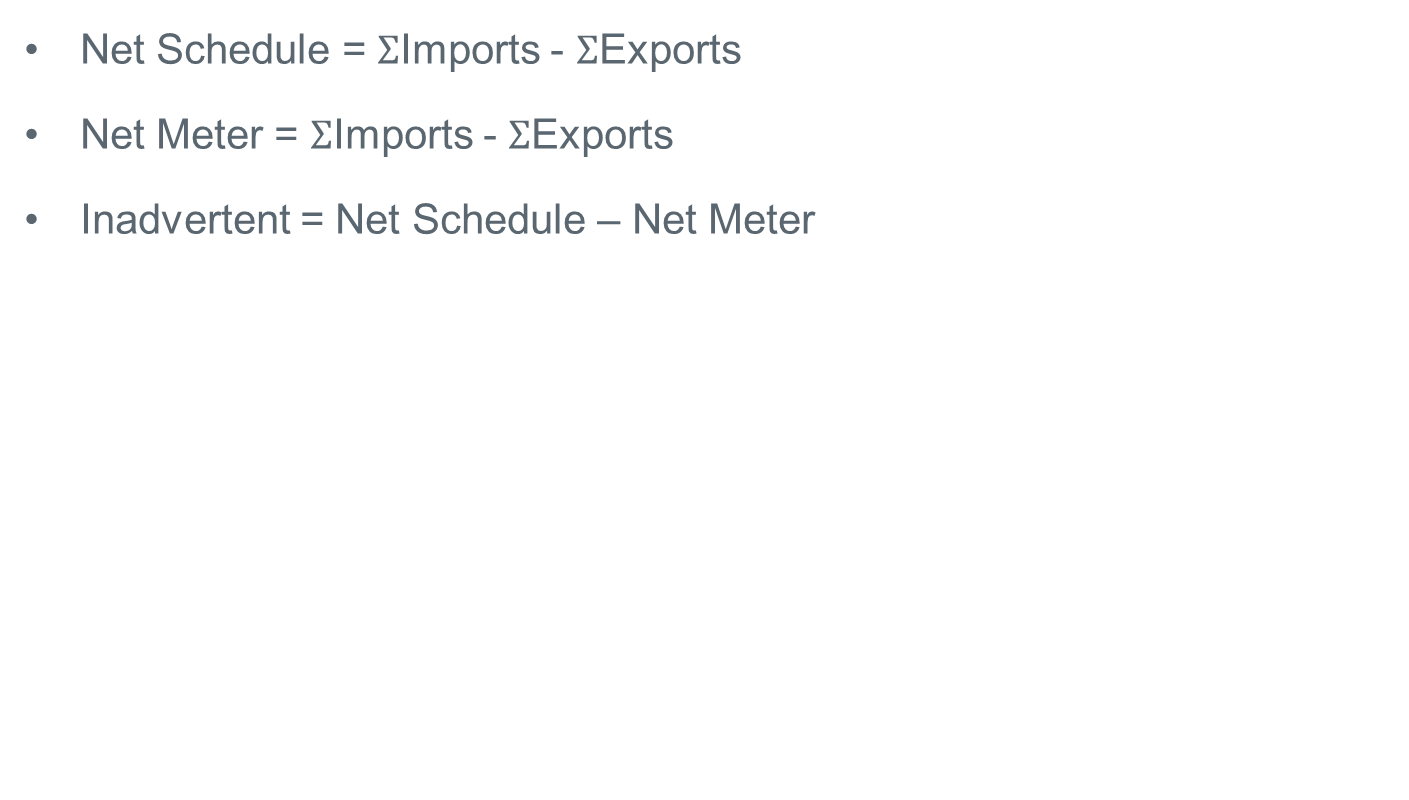 • Net Schedule = ΣImports - ΣExports
• Net Meter = ΣImports - ΣExports
• Inadvertent = Net Schedule – Net Meter